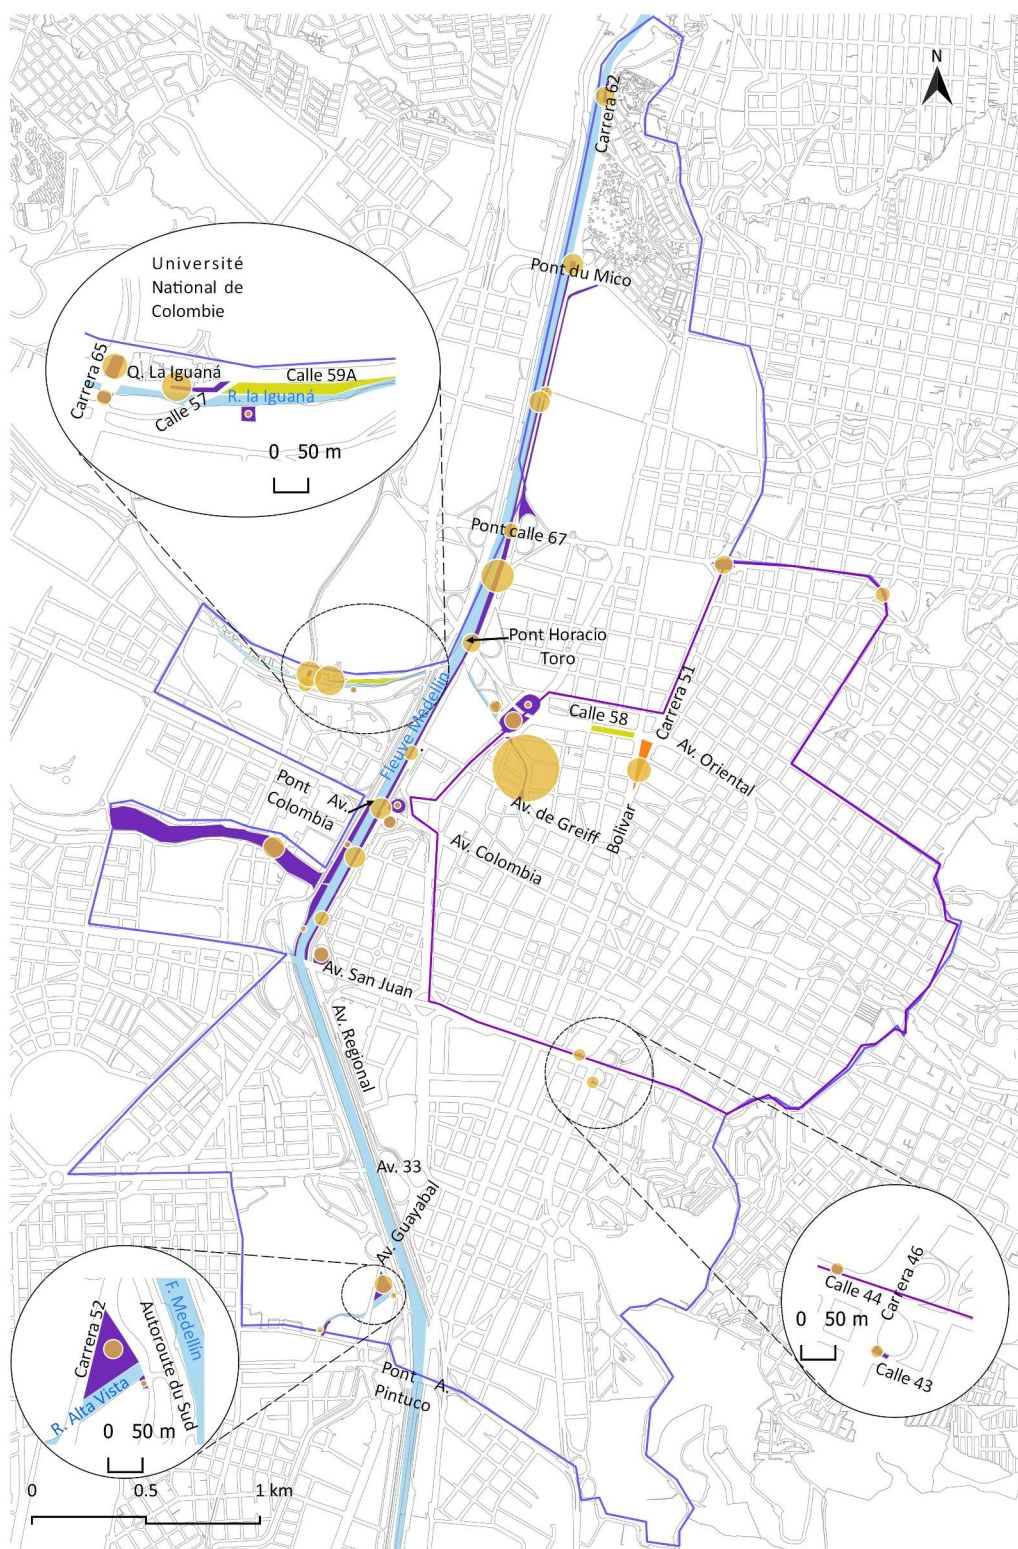 N
Carrera 62
Pont du Mico
Université
National de
Colombie
Carrera 65
Q. La Iguaná
Calle 59A
R. la Iguaná
Calle 57
0 50 m
Pont calle 67
Pont Horacio
Toro
Fleuve Medellín
Calle 58
Carrera 51
Av. Oriental
Pont Av.
Colombia
Av. de Greiff
Bolivar
Av. Colombia
Av. San Juan
Av. Regional
Av. 33
Av. Guayabal
Carrera 46
Calle 44
0 50 m
Calle 43
F. Medellín
Carrera 52
Autoroute du Sud
R. Alta Vista
0 50 m
Pont A.
Pintuco
0 0.5 1 km